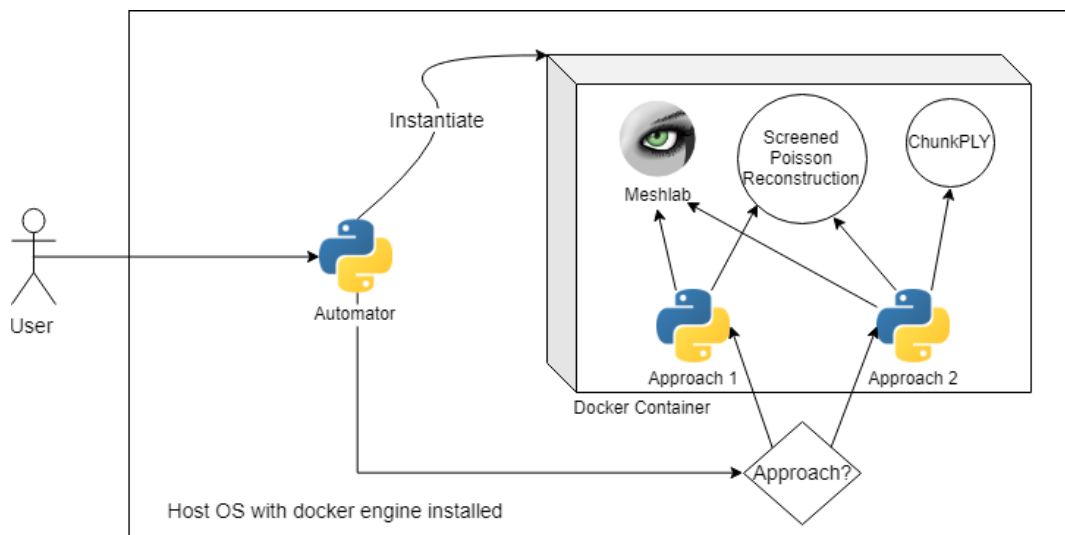 Instantiate
Screened
Poisson
Reconstruction
ChunkPLY
Meshlab
User
Automator
Approach 1
Approach 2
Docker Container
Approach?
Host OS with docker engine installed